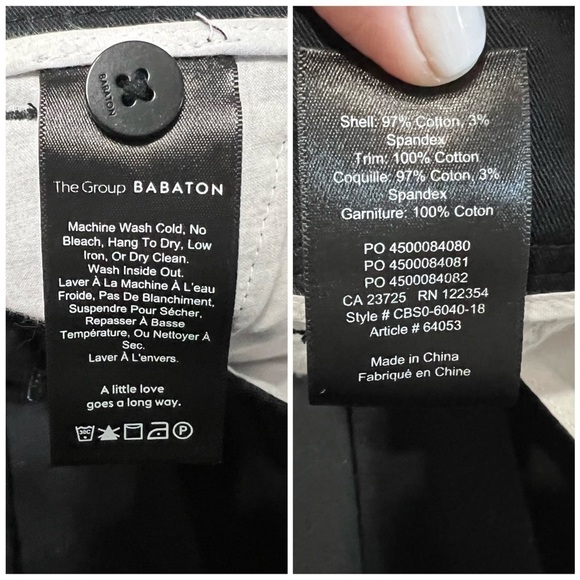 BABATON
The Group BABATON
Machine Wash Cold, No
Bleach, Hang To Dry, Low
Iron, Or Dry Clean.
Wash Inside Out.
Laver À La Machine À L'eau
Froide, Pas De Blanchiment,
Suspendre Pour Sécher,
Repasser À Basse
Température, Ou Nettoyer À
Sec.
Laver À L'envers.
A little love
goes a long way.
30C
P
Shell: 97% Cotton, 3%
Spandex
Trim: 100% Cotton
Coquille: 97% Coton, 3%
Spandex
Garniture: 100% Coton
PO 4500084080
PO 4500084081
PO 4500084082
CA 23725 RN 122354
Style # CBS0-6040-18
Article # 64053
Made in China
Fabriqué en Chine